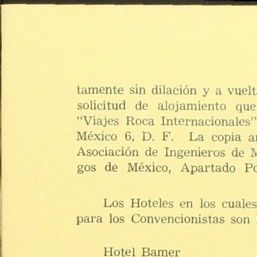 tamente sin dilación y a vuelt
solicitud de alojamiento que
"Viajes Roca Internacionales"
México 6, D. F. La copia
Asociación de Ingenieros de M
gos de México, Apartado Po
Los Hoteles en los cuales
para los Convencionistas son
Hotel Bamer